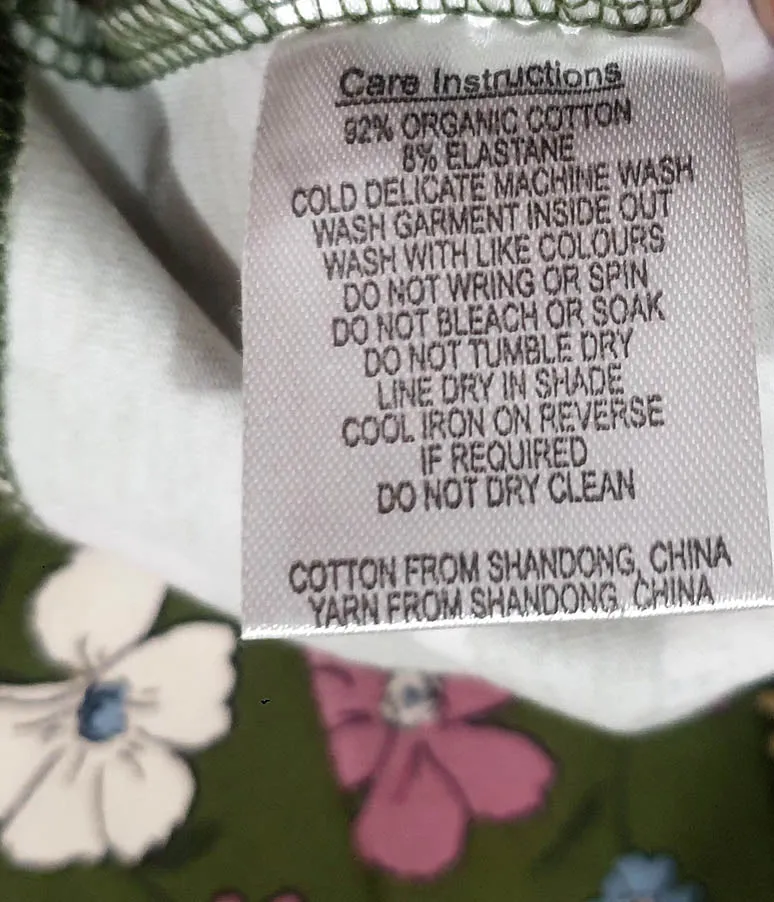 Care Instructions
92% ORGANIC COTTON
8% ELASTANE
COLD DELICATE MACHINE WASH
WASH GARMENT INSIDE OUT
WASH WITH LIKE COLOURS
DO NOT WRING OR SPIN
DO NOT BLEACH OR SOAK
DO NOT TUMBLE DRY
LINE DRY IN SHADE
COOL IRON ON REVERSE
IF REQUIRED
DO NOT DRY CLEAN
COTTON FROM SHANDONG, CHINA
YARN FROM SHANDONG, CHINA